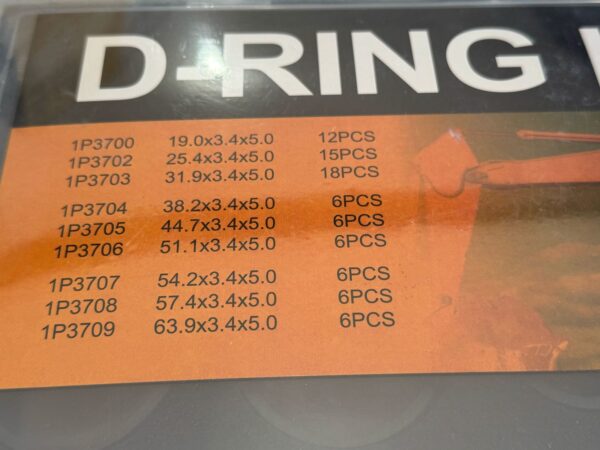 D-RING
1P3700 19.0x3.4x5.0 12PCS
1P3702 25.4x3.4x5.0 15PCS
1P3703 31.9x3.4x5.0 18PCS
1P3704 38.2x3.4x5.0 6PCS
1P3705 44.7x3.4x5.0 6PCS
1P3706 51.1x3.4x5.0 6PCS
1P3707 54.2x3.4x5.0 6PCS
1P3708 57.4x3.4x5.0 6PCS
1P3709 63.9x3.4x5.0 6PCS